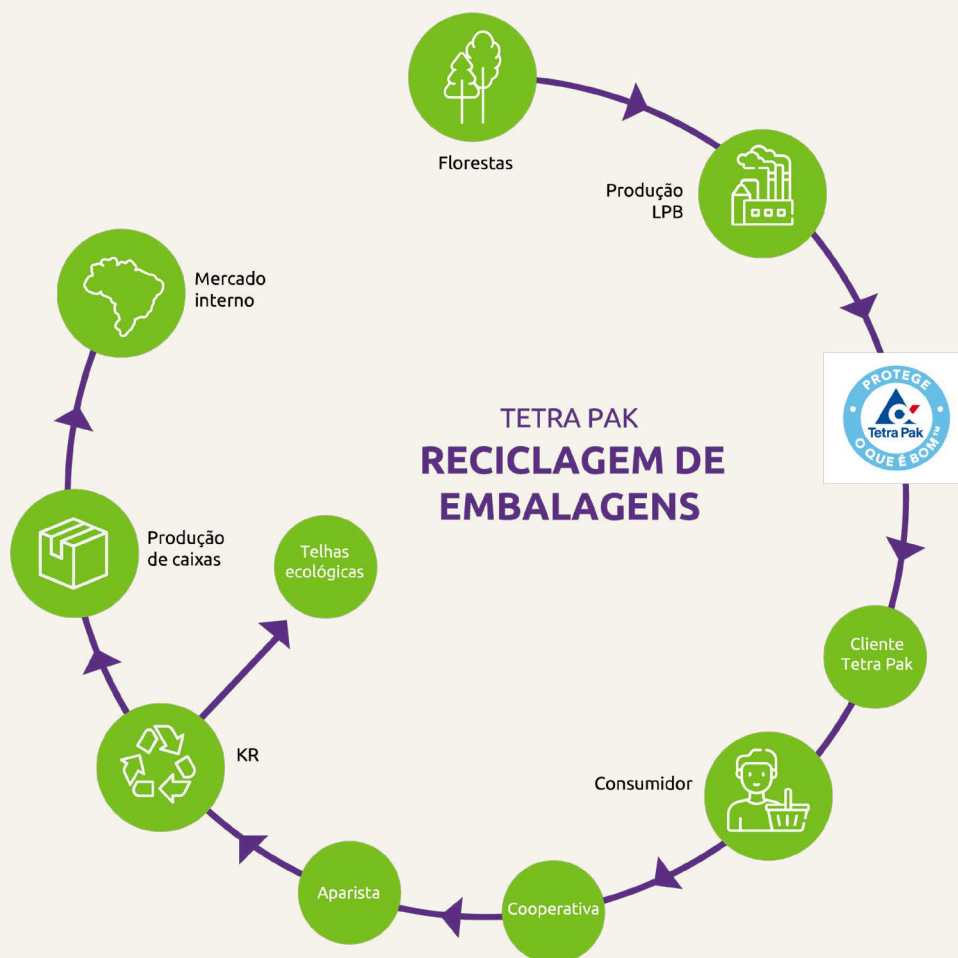 Florestas
Produção
LPB
PROTEGE
Tetra Pak
O QUE É BOM™
TETRA PAK
RECICLAGEM DE
EMBALAGENS
Cliente
Tetra Pak
Consumidor
Cooperativa
Aparista
KR
Telhas
ecológicas
Produção
de caixas
Mercado
interno